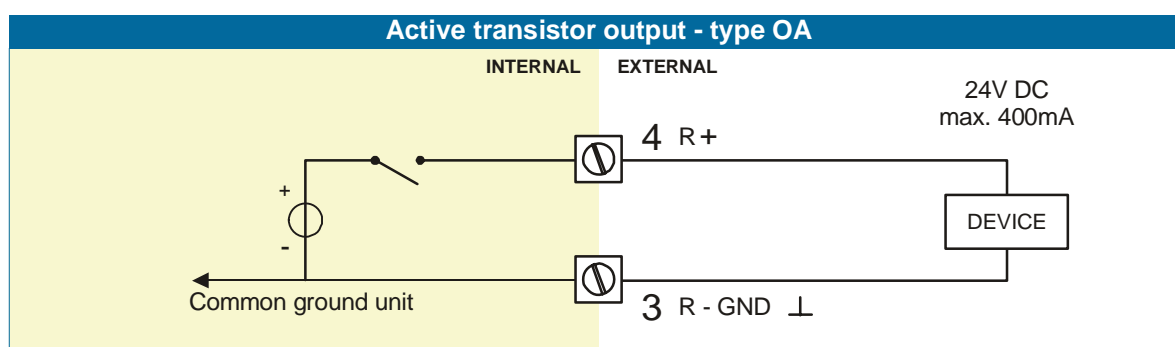 Active transistor output - type OA
INTERNAL EXTERNAL
24V DC
max. 400mA
4 R+
+
DEVICE
-
Common ground unit
3 R - GND ⊥